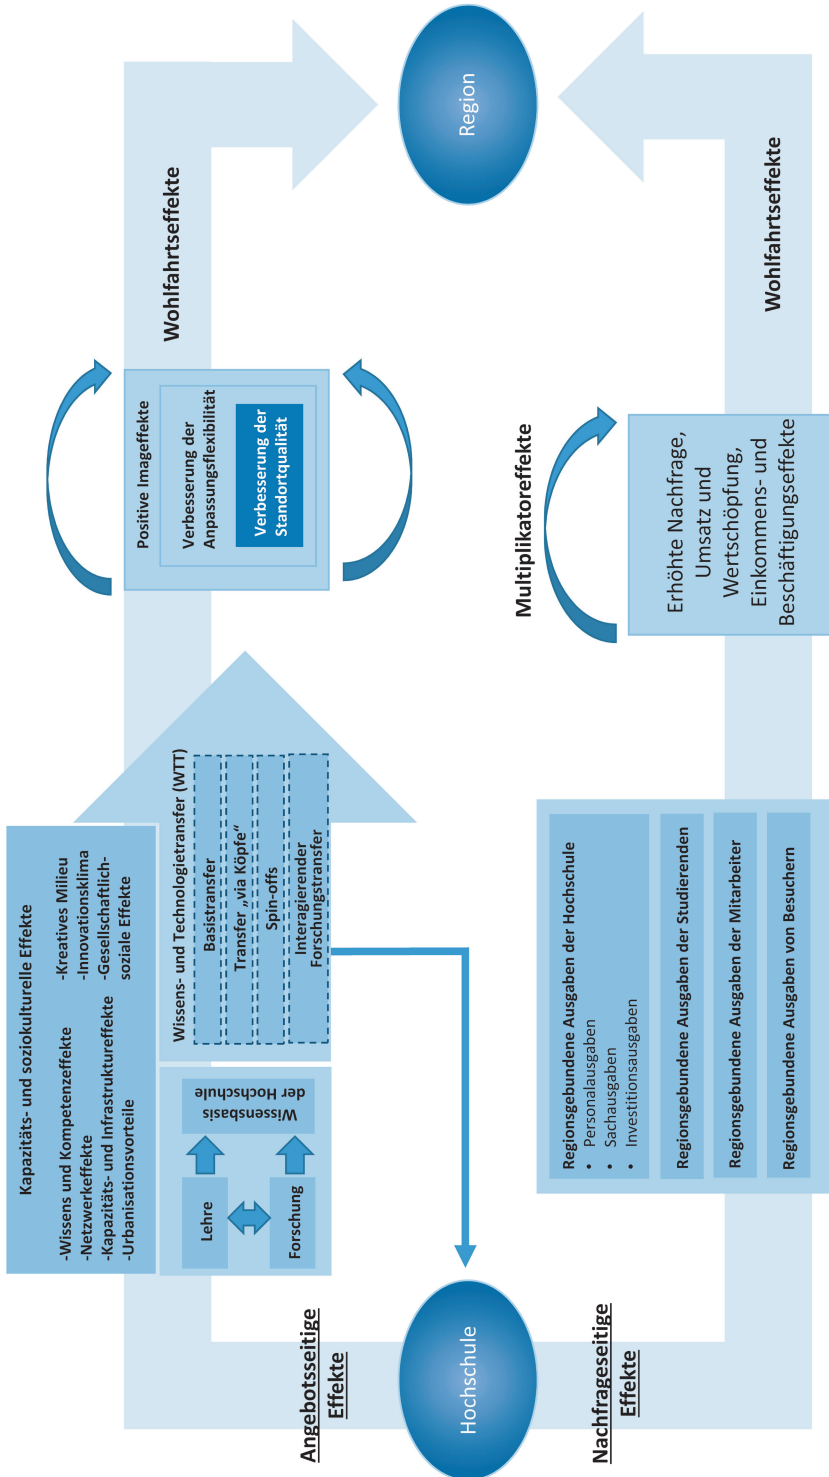 Kapazitäts- und soziokulturelle Effekte
-Wissens und Kompetenzeffekte
-Netzwerkeffekte
-Kapazitäts- und Infrastruktureffekte
-Urbanisationsvorteile
-Kreatives Milieu
-Innovationsklima
-Gesellschaftlich-
soziale Effekte
Lehre
Forschung
Wissensbasis
der Hochschule
Wissens- und Technologietransfer (WTT)
Basistransfer
Transfer „via Köpfe“
Spin-offs
Interagierender
Forschungstransfer
Positive Imageffekte
Verbesserung der
Anpassungsflexibilität
Verbesserung der
Standortqualität
Wohlfahrtseffekte
Angebotsseitige
Effekte
Hochschule
Region
Nachfrageseitige
Effekte
Regionsgebundene Ausgaben der Hochschule
• Personalausgaben
• Sachausgaben
• Investitionsausgaben
Regionsgebundene Ausgaben der Studierenden
Regionsgebundene Ausgaben der Mitarbeiter
Regionsgebundene Ausgaben von Besuchern
Multiplikatoreffekte
Erhöhte Nachfrage,
Umsatz und
Wertschöpfung,
Einkommens- und
Beschäftigungseffekte
Wohlfahrtseffekte